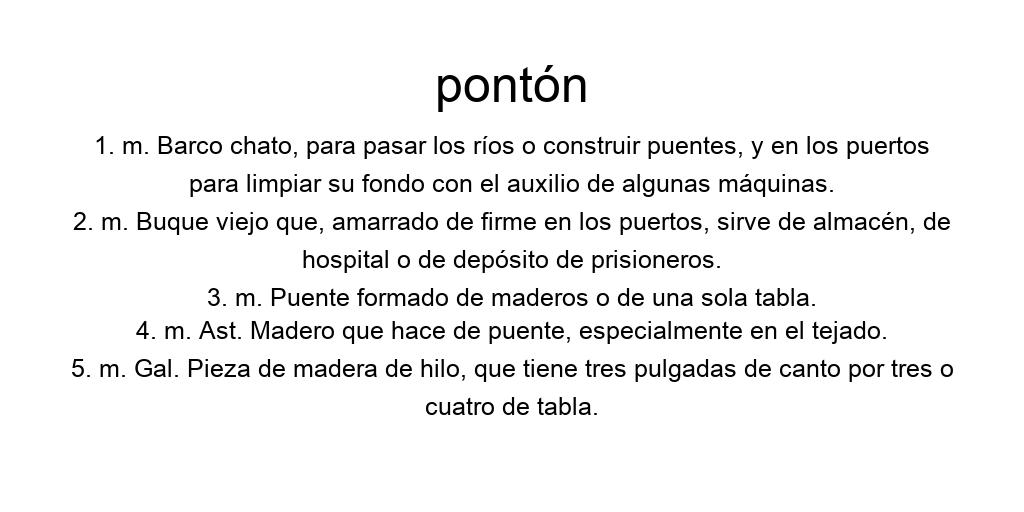 pontón
1. m. Barco chato, para pasar los ríos o construir puentes, y en los puertos
para limpiar su fondo con el auxilio de algunas máquinas.
2. m. Buque viejo que, amarrado de firme en los puertos, sirve de almacén, de
hospital o de depósito de prisioneros.
3. m. Puente formado de maderos o de una sola tabla.
4. m. Ast. Madero que hace de puente, especialmente en el tejado.
5. m. Gal. Pieza de madera de hilo, que tiene tres pulgadas de canto por tres o
cuatro de tabla.